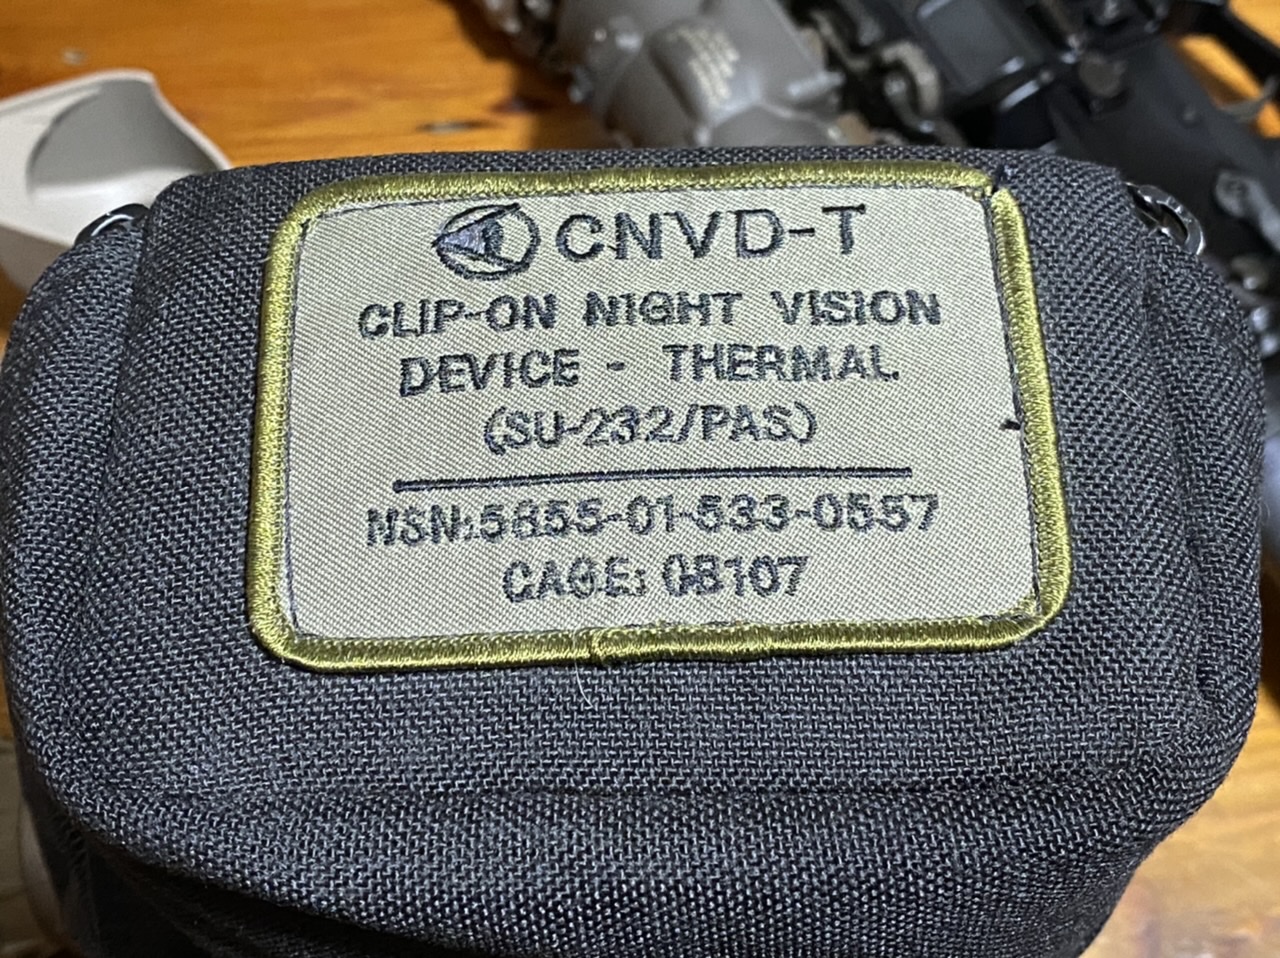 CNVD-T
CLIP-ON NIGHT VISION
DEVICE - THERMAL
(SU-232/PAS)
NSN:5855-01-533-0557
CAGE: 0B107